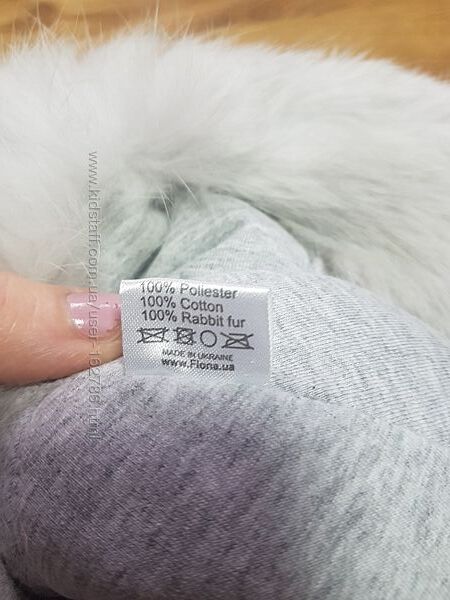 100% Poliester
100% Cotton
100% Rabbit fur
MADE IN UKRAINE
www.Fiona.ua